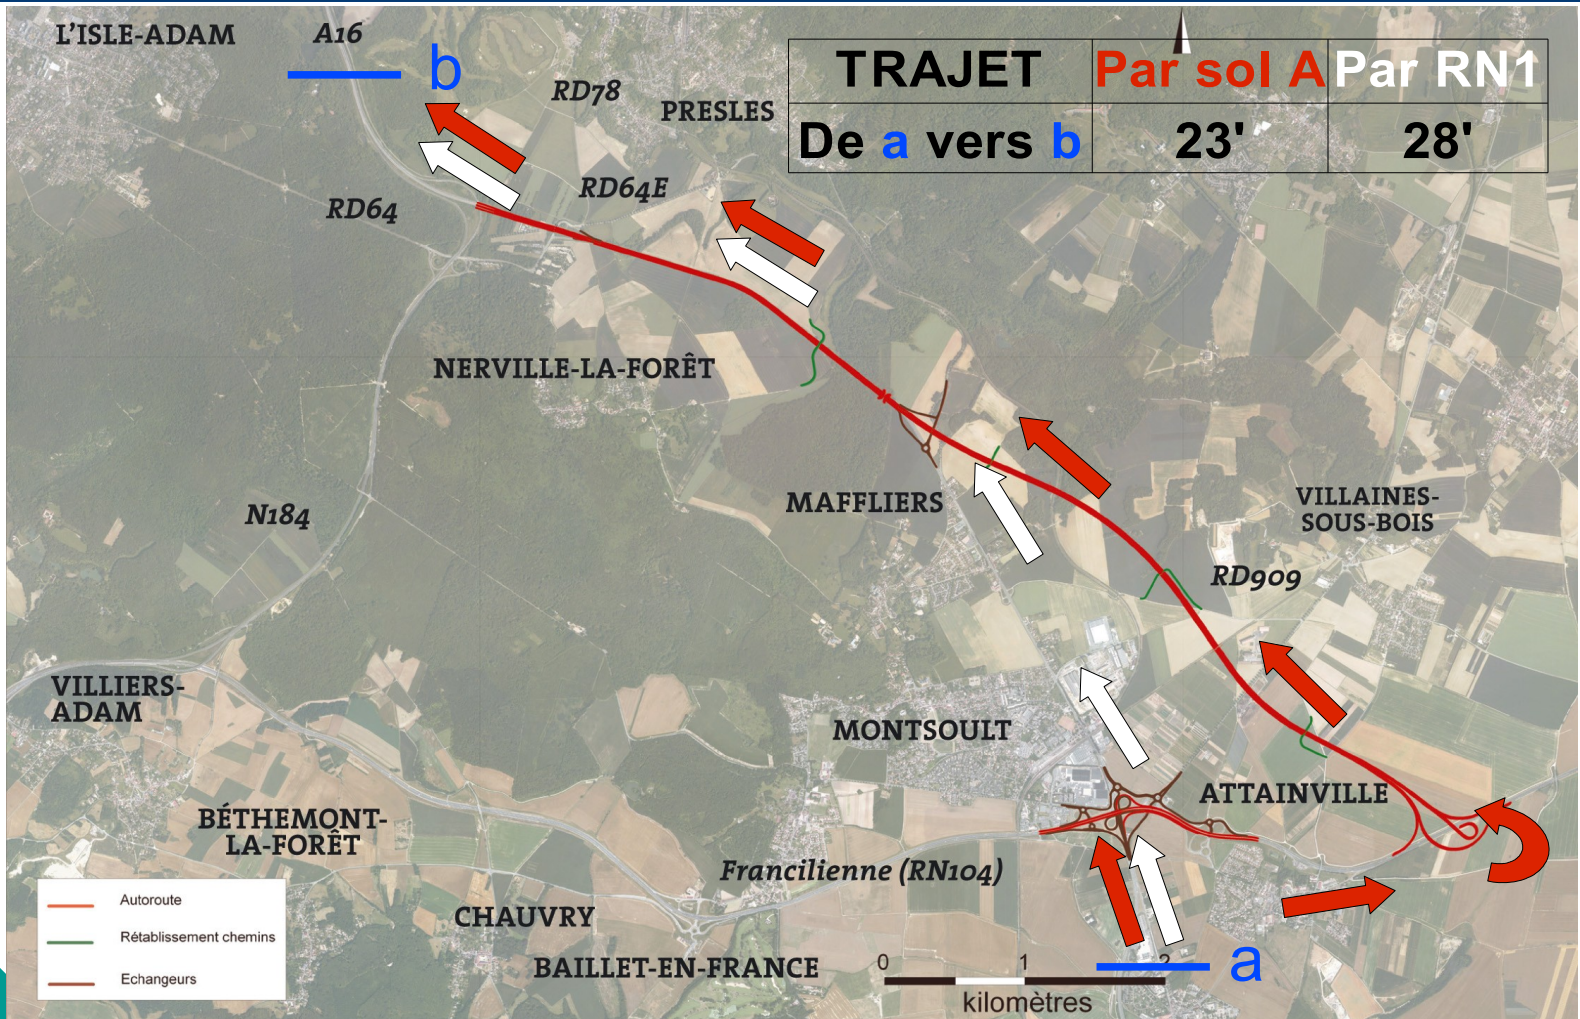 L'ISLE-ADAM
A16
b
RD78
PRESLES
TRAJET Par sol A Par RN1
De a vers b 23' 28'
RD64E
RD64
NERVILLE-LA-FORÊT
MAFFLIERS
VILLAINES-
SOUS-BOIS
N184
RD909
VILLIERS-
ADAM
MONTSOULT
ATTAINVILLE
BÉTHEMONT-
LA-FORÊT
Francilienne (RN104)
Autoroute
Rétablissement chemins
Echangeurs
CHAUVRY
BAILLET-EN-FRANCE
0 1 2
kilomètres
a